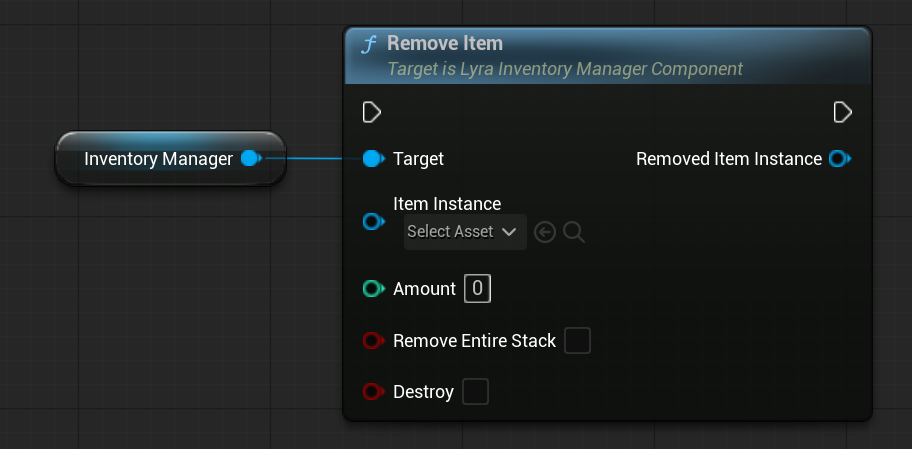 Remove Item
Target is Lyra Inventory Manager Component
Inventory Manager
Target
Removed Item Instance
Item Instance
Select Asset
Amount 0
Remove Entire Stack
Destroy